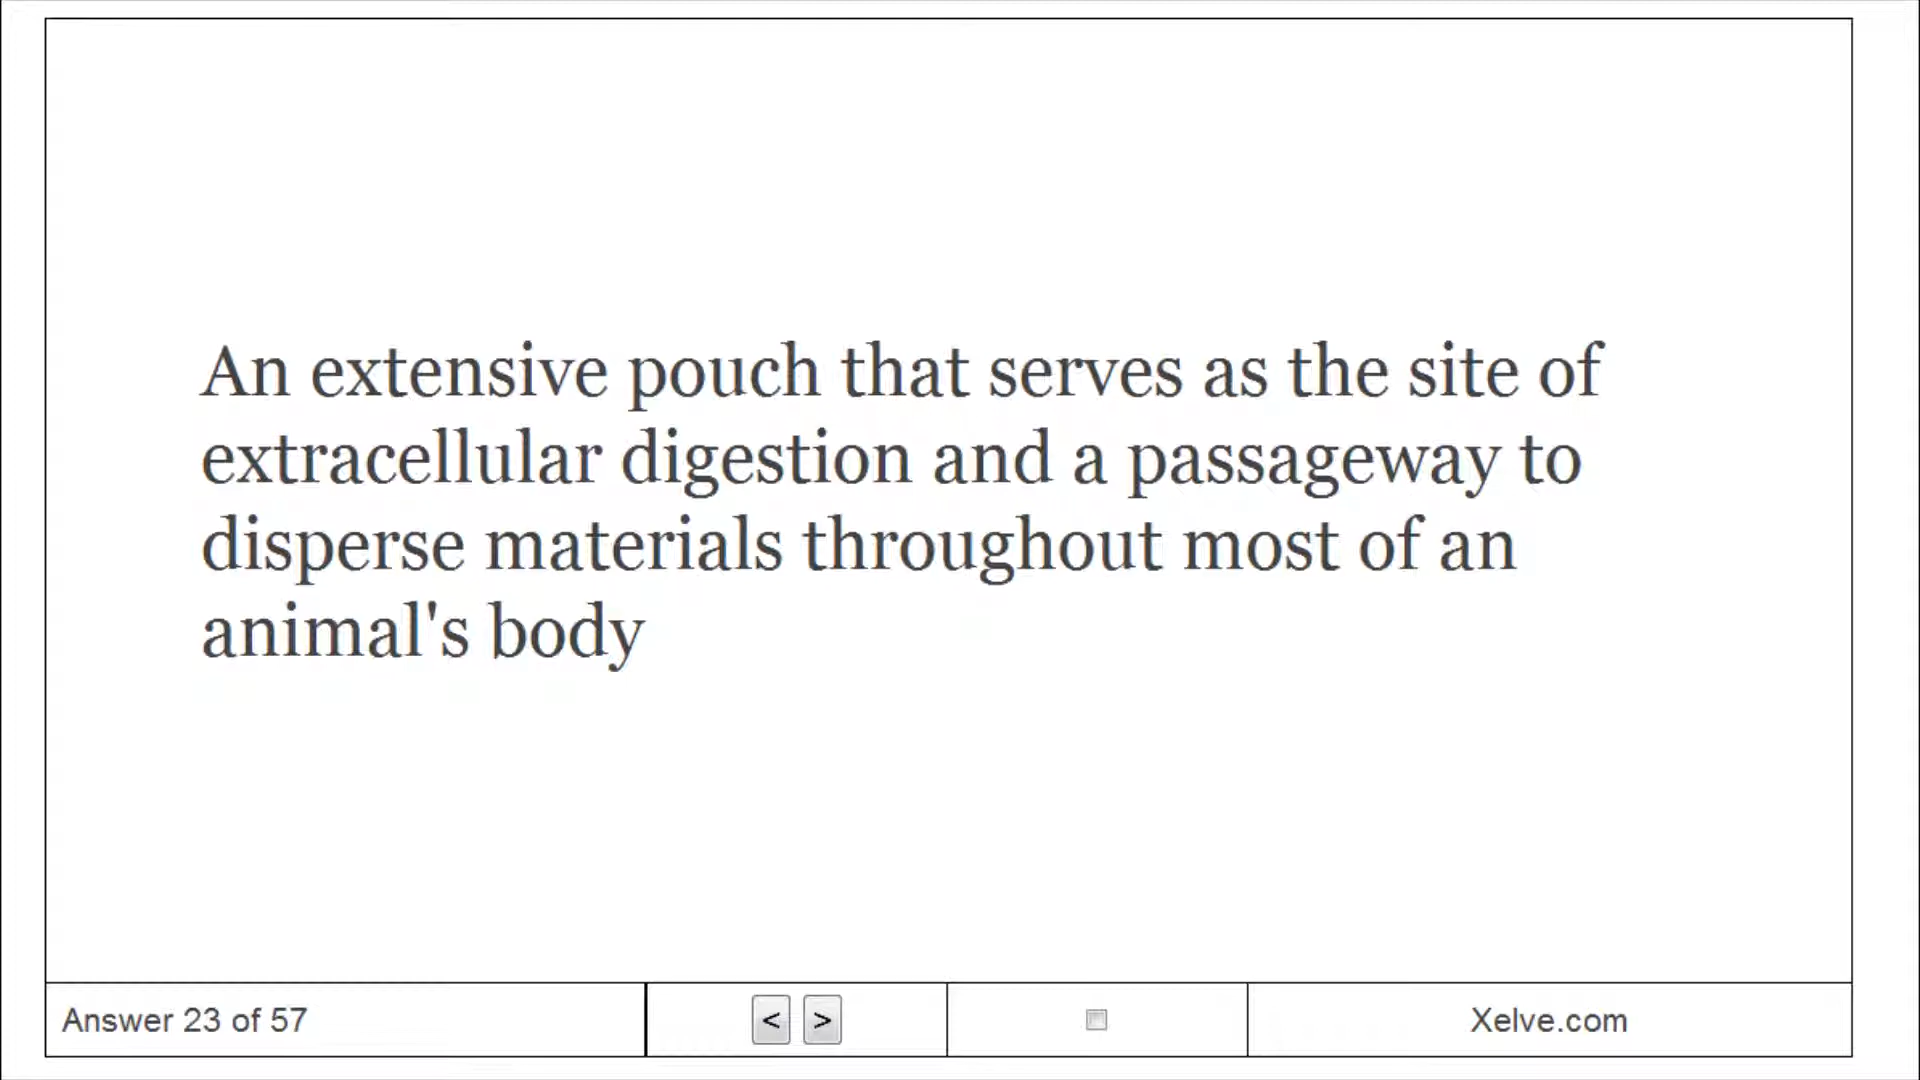 An extensive pouch that serves as the site of
extracellular digestion and a passageway to
disperse materials throughout most of an
animal's body
Answer 23 of 57
< >
Xelve.com